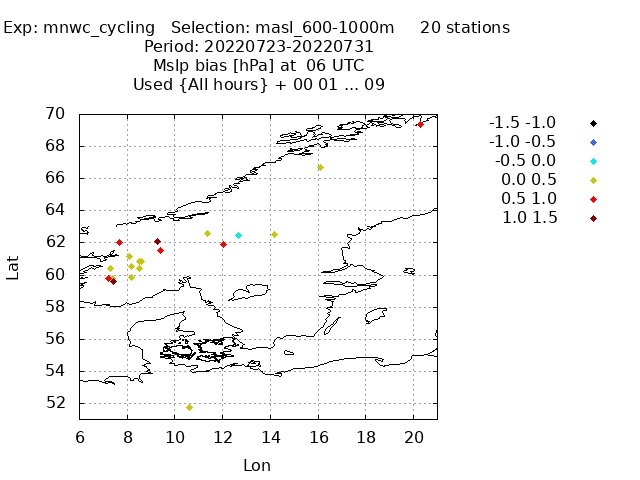 Exp: mnwc_cycling   Selection: masl_600-1000m     20 stations
Period: 20220723-20220731
Mslp bias [hPa] at  06 UTC
Used {All hours} + 00 01 ... 09
70
68
66
64
62
60
58
56
54
52
Lat
6 8 10 12 14 16 18 20
Lon
-1.5 -1.0
-1.0 -0.5
-0.5 0.0
0.0 0.5
0.5 1.0
1.0 1.5